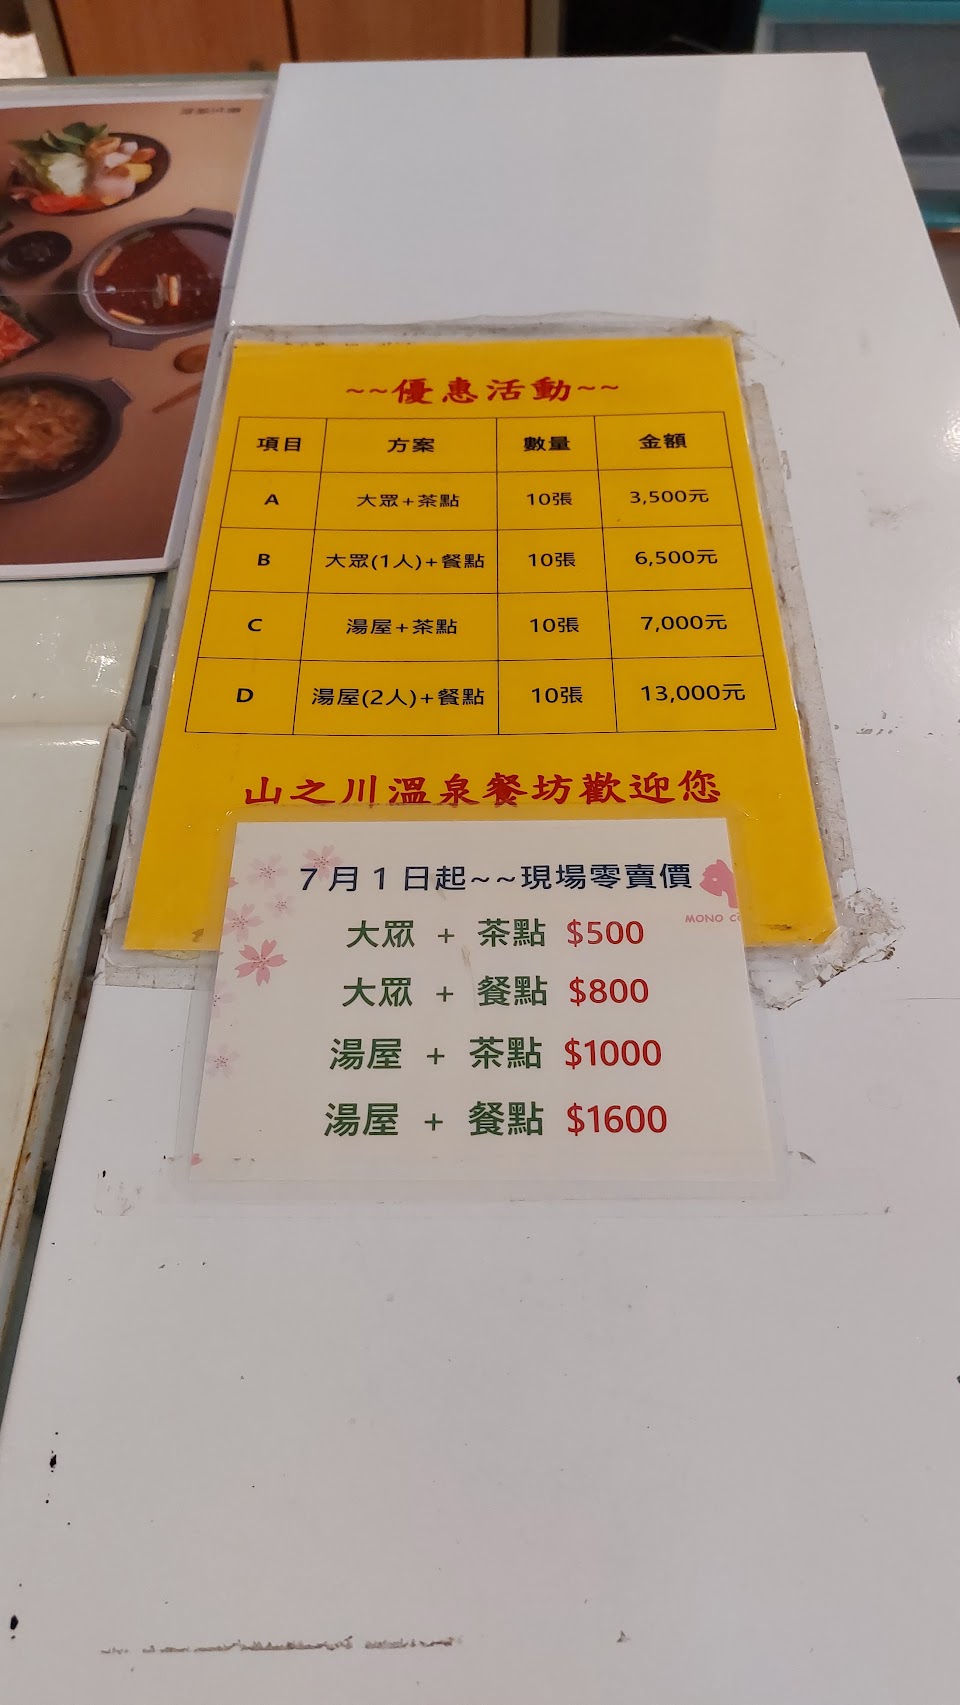 ~~優惠活動~~
項目 方案 數量 金額
A 大眾+茶點 10張 3,500元
B 大眾(1人)+餐點 10張 6,500元
C 湯屋+茶點 10張 7,000元
D 湯屋(2人)+餐點 10張 13,000元
山之川溫泉餐坊歡迎您
7月1日起~~現場零賣價
MONO
大眾 + 茶點 $500
大眾 + 餐點 $800
湯屋 + 茶點 $1000
湯屋 + 餐點 $1600